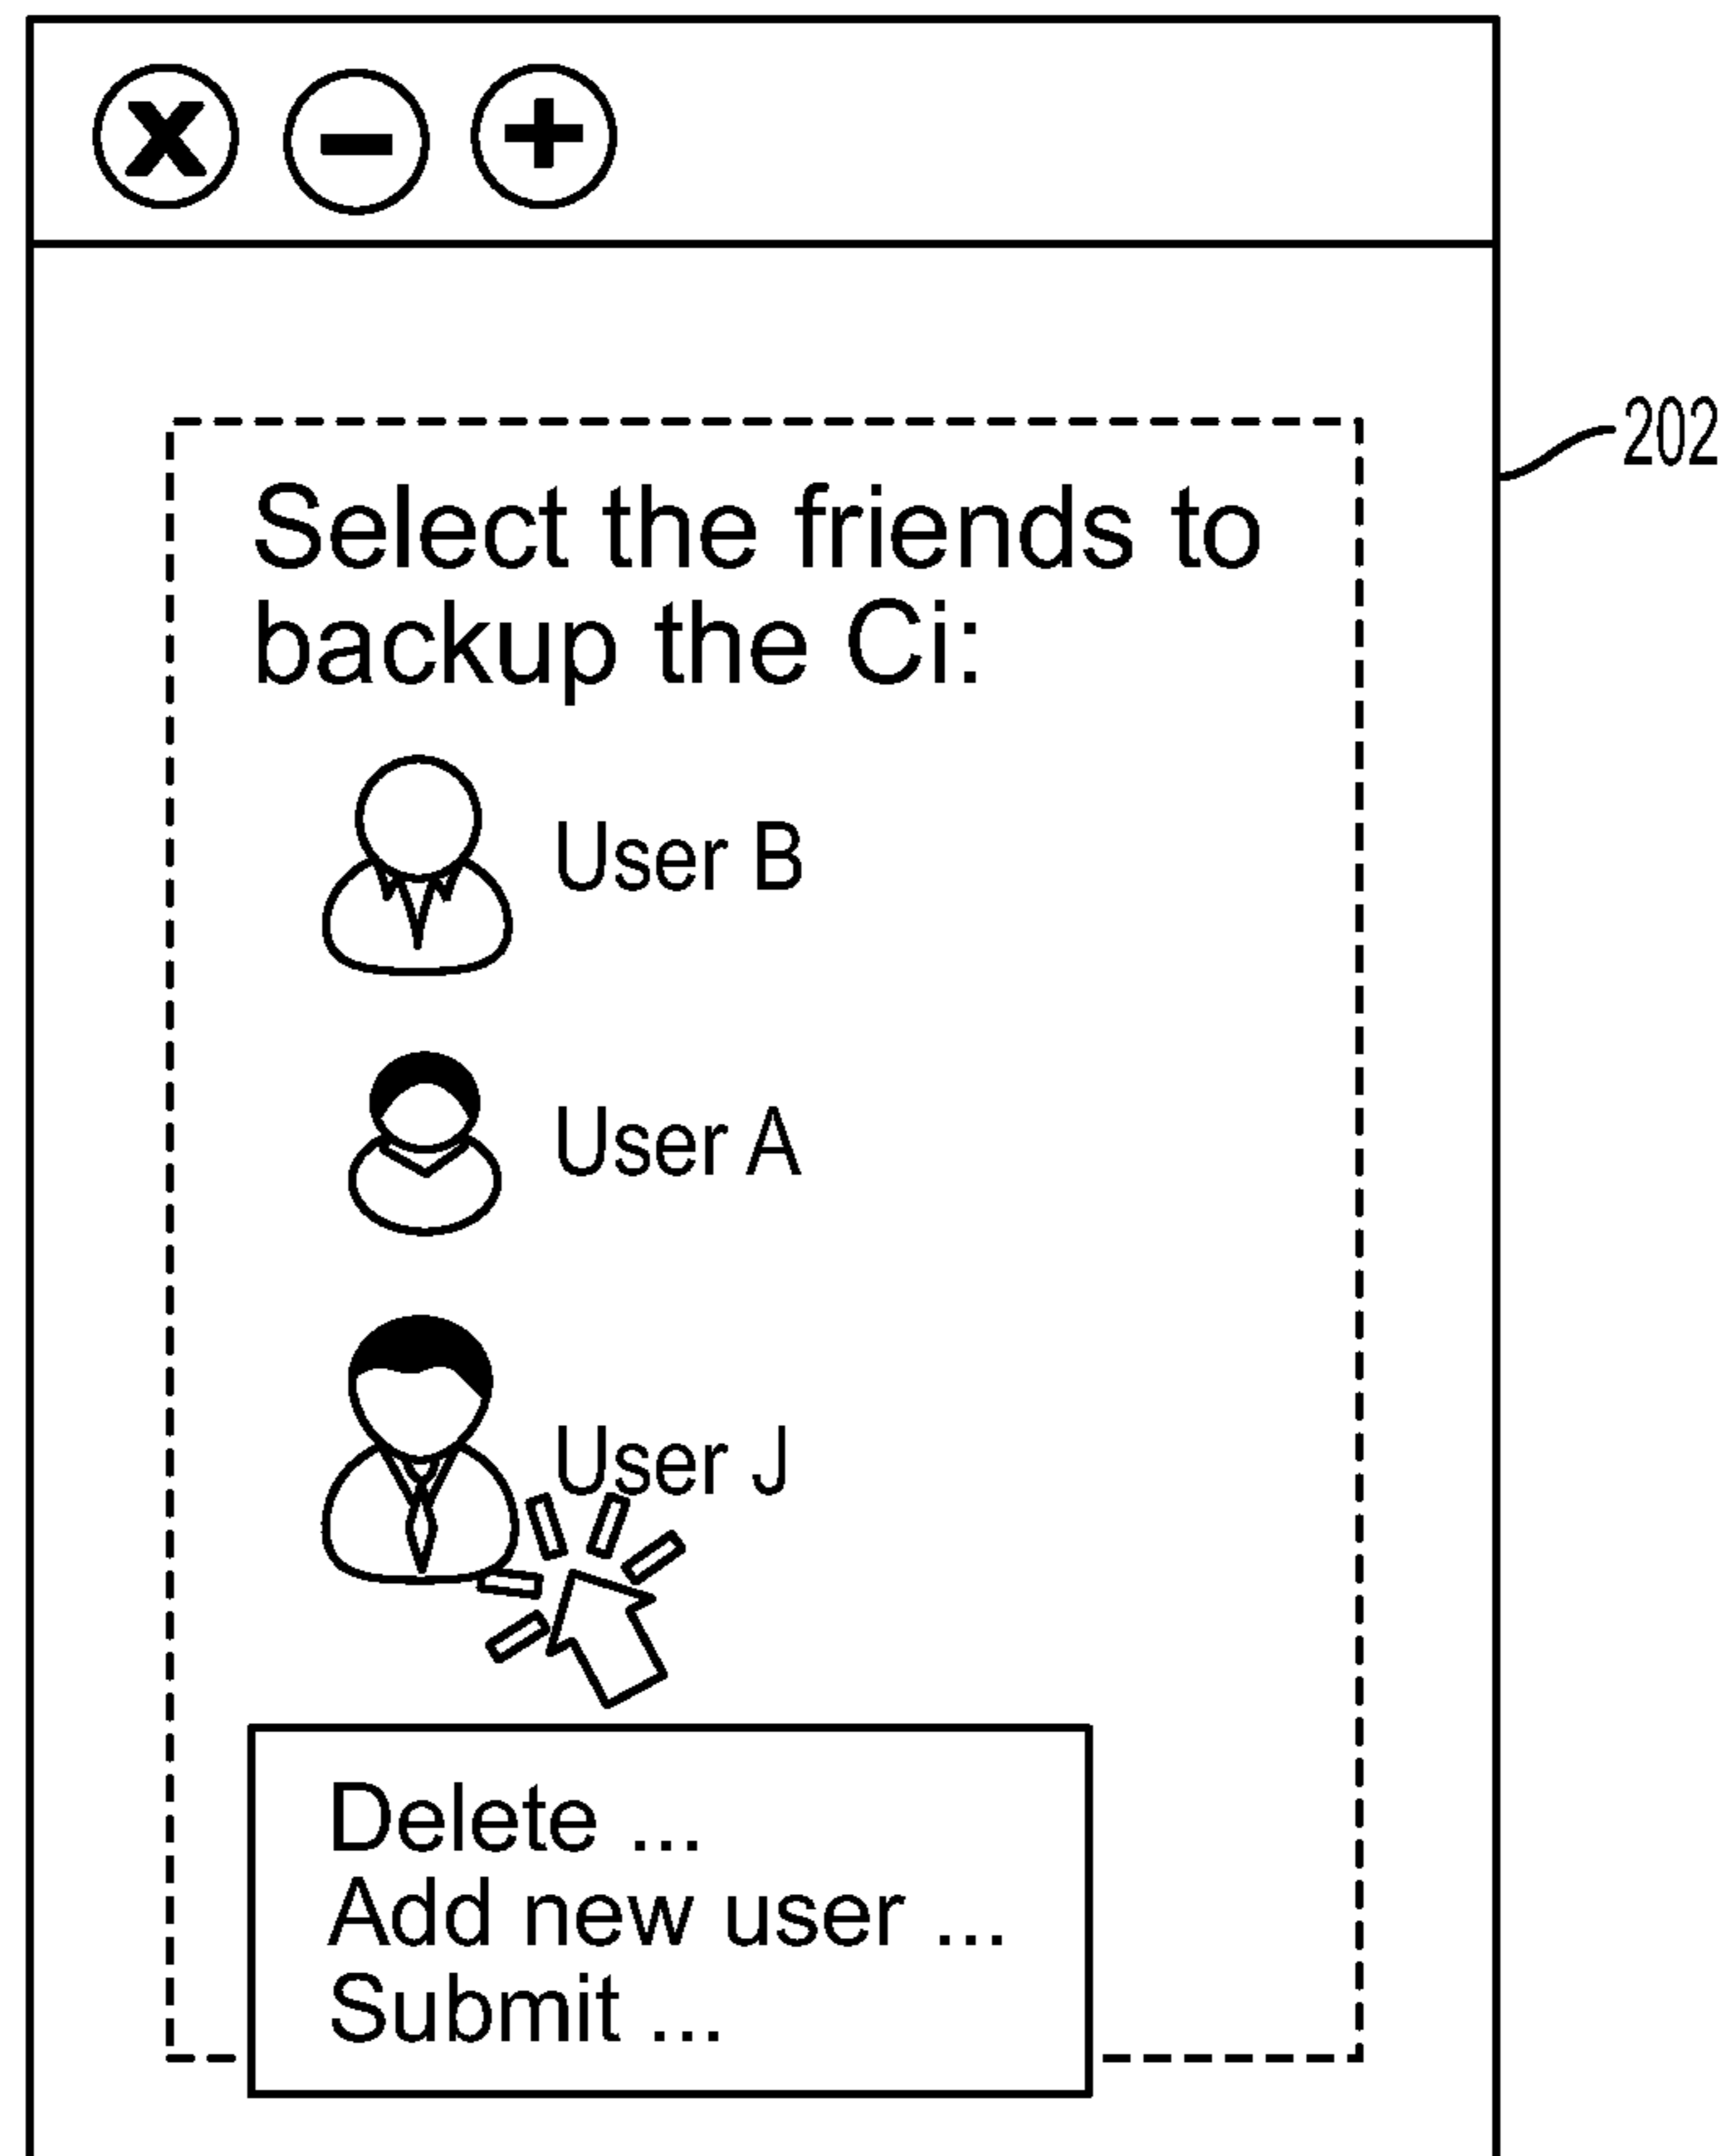 X - +
202
Select the friends to
backup the Ci:
User B
User A
User J
Delete ...
Add new user ...
Submit ...